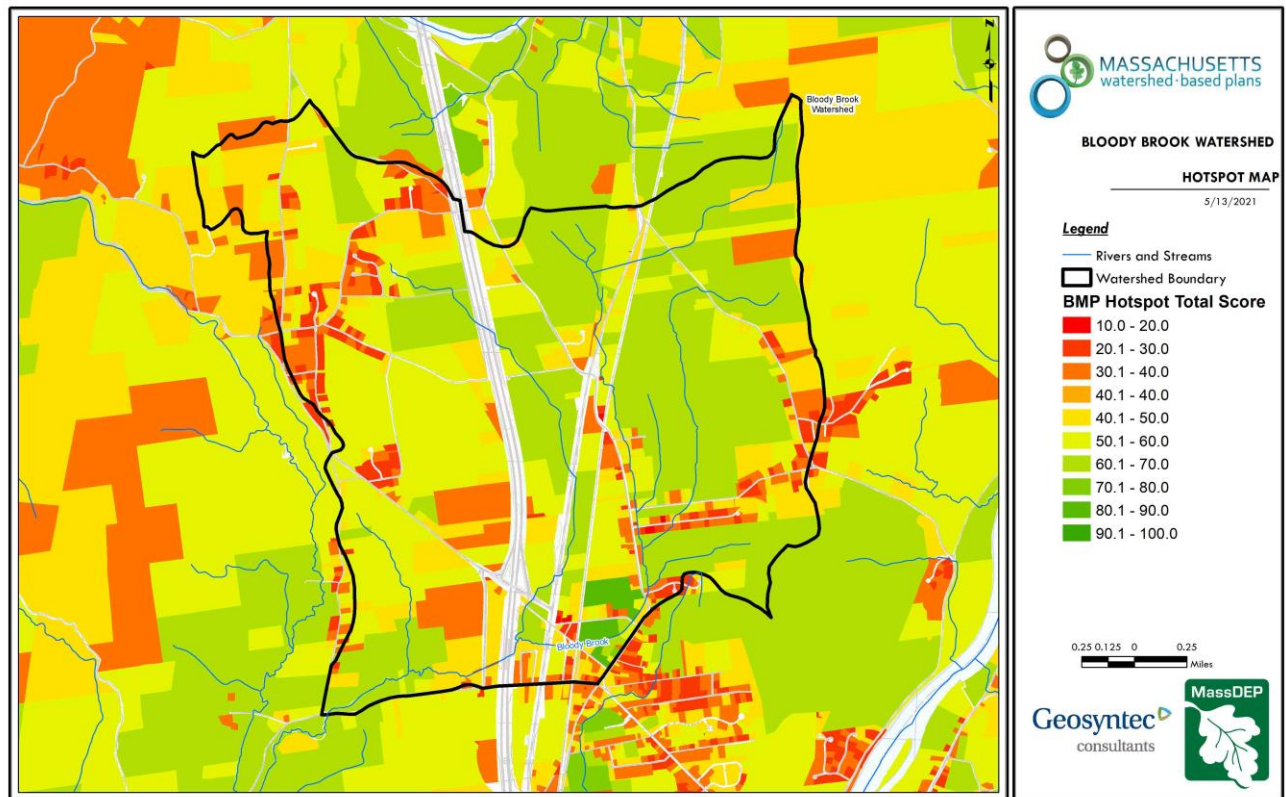 Bloody Brook
Watershed
Bloody Brook
N
MASSACHUSETTS
watershed-based plans
BLOODY BROOK WATERSHED
HOTSPOT MAP
5/13/2021
Legend
Rivers and Streams
Watershed Boundary
BMP Hotspot Total Score
10.0 - 20.0
20.1 - 30.0
30.1 - 40.0
40.1 - 40.0
40.1 - 50.0
50.1 - 60.0
60.1 - 70.0
70.1 - 80.0
80.1 - 90.0
90.1 - 100.0
0.25 0.125 0 0.25
Miles
Geosyntec
consultants
MassDEP